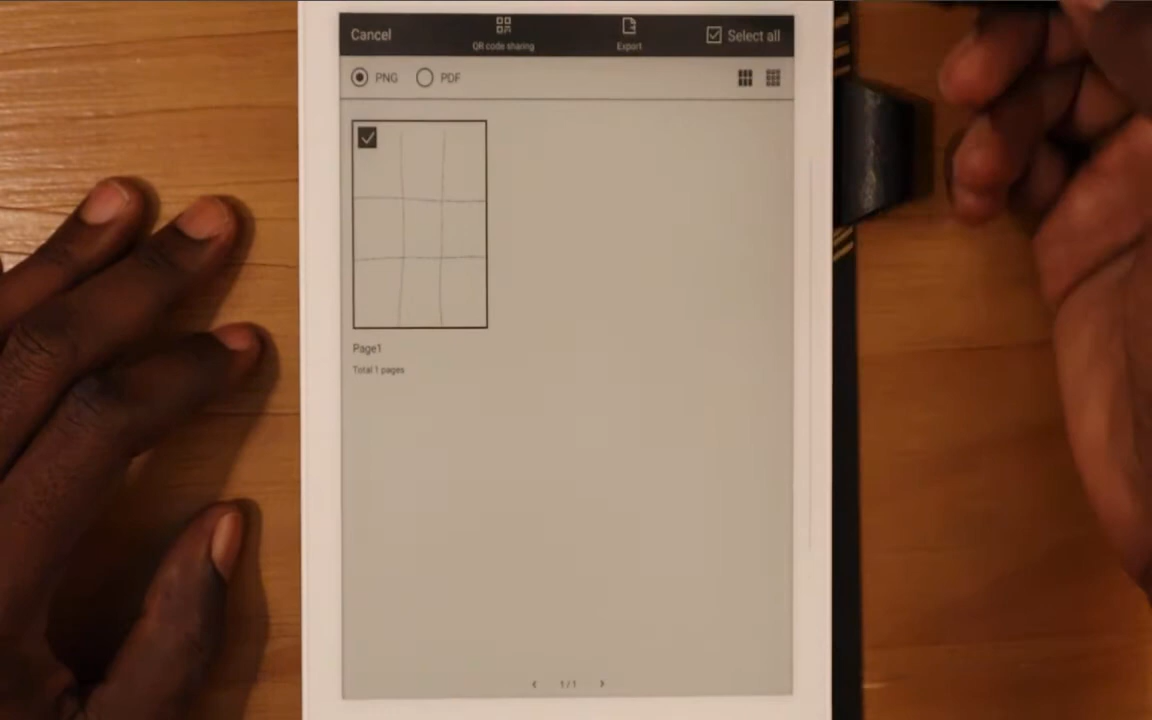 Cancel
QR code sharing
Export
Select all
PNG
PDF
Page1
Total 1 pages
< 1/1 >